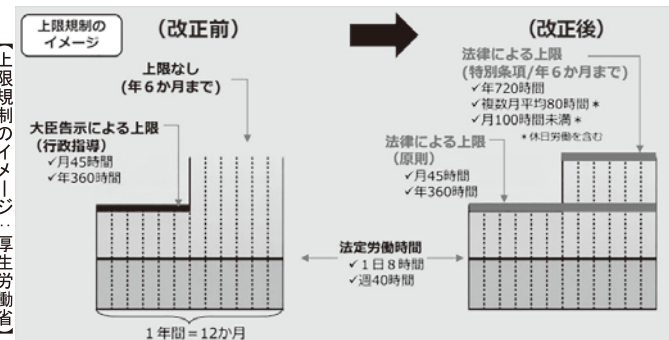 【上限規制のイメージ：厚生労働省】
上限規制の
イメージ
（改正前）
（改正後）
上限なし
（年６か月まで）
大臣告示による上限
（行政指導）
✓月45時間
✓年360時間
法律による上限
（特別条項/年６か月まで）
✓年720時間
✓複数月平均80時間＊
✓月100時間未満＊
＊休日労働を含む
法律による上限
（原則）
✓月45時間
✓年360時間
法定労働時間
✓１日８時間
✓週40時間
１年間＝12か月